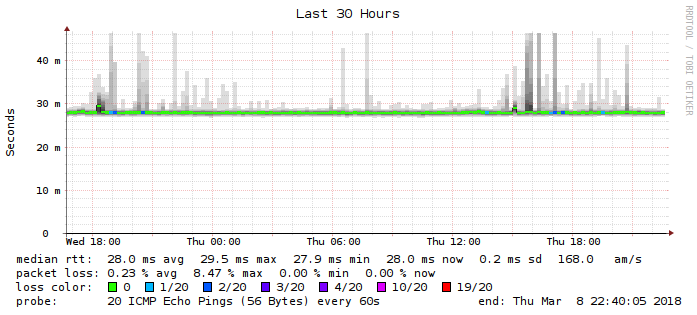 Last 30 Hours
RRDTOOL / TOBI OETIKER
Seconds
40 m
30 m
20 m
10 m
0
Wed 18:00 Thu 00:00 Thu 06:00 Thu 12:00 Thu 18:00
median rtt: 28.0 ms avg 29.5 ms max 27.9 ms min 28.0 ms now 0.2 ms sd 168.0 am/s
packet loss: 0.23 % avg 8.47 % max 0.00 % min 0.00 % now
loss color: 0 1/20 2/20 3/20 4/20 10/20 19/20
probe: 20 ICMP Echo Pings (56 Bytes) every 60s end: Thu Mar 8 22:40:05 2018